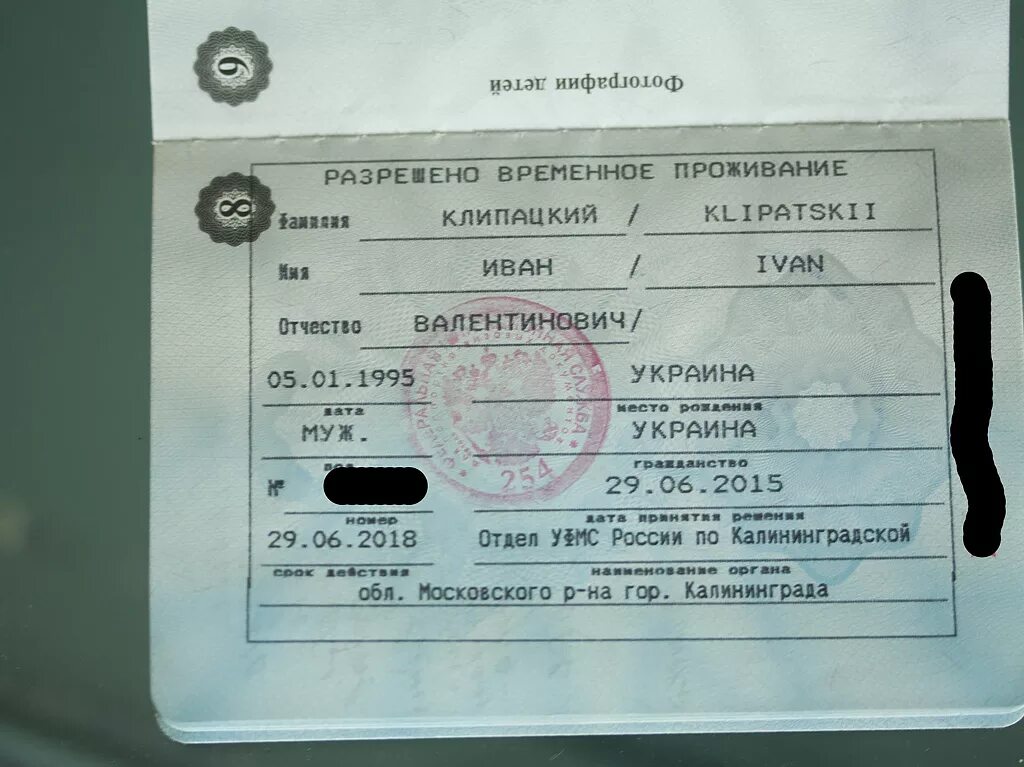 9
Фотографии детей
8
РАЗРЕШЕНО ВРЕМЕННОЕ ПРОЖИВАНИЕ
Фамилия КЛИПАЦКИЙ / KLIPATSKII
Имя ИВАН / IVAN
Отчество ВАЛЕНТИНОВИЧ/
05.01.1995 УКРАИНА
дата место рождения
МУЖ. УКРАИНА
пол гражданство
№ 29.06.2015
номер дата принятия решения
29.06.2018 Отдел УФМС России по Калининградской
срок действия наименование органа
обл. Московского р-на гор. Калининграда
254